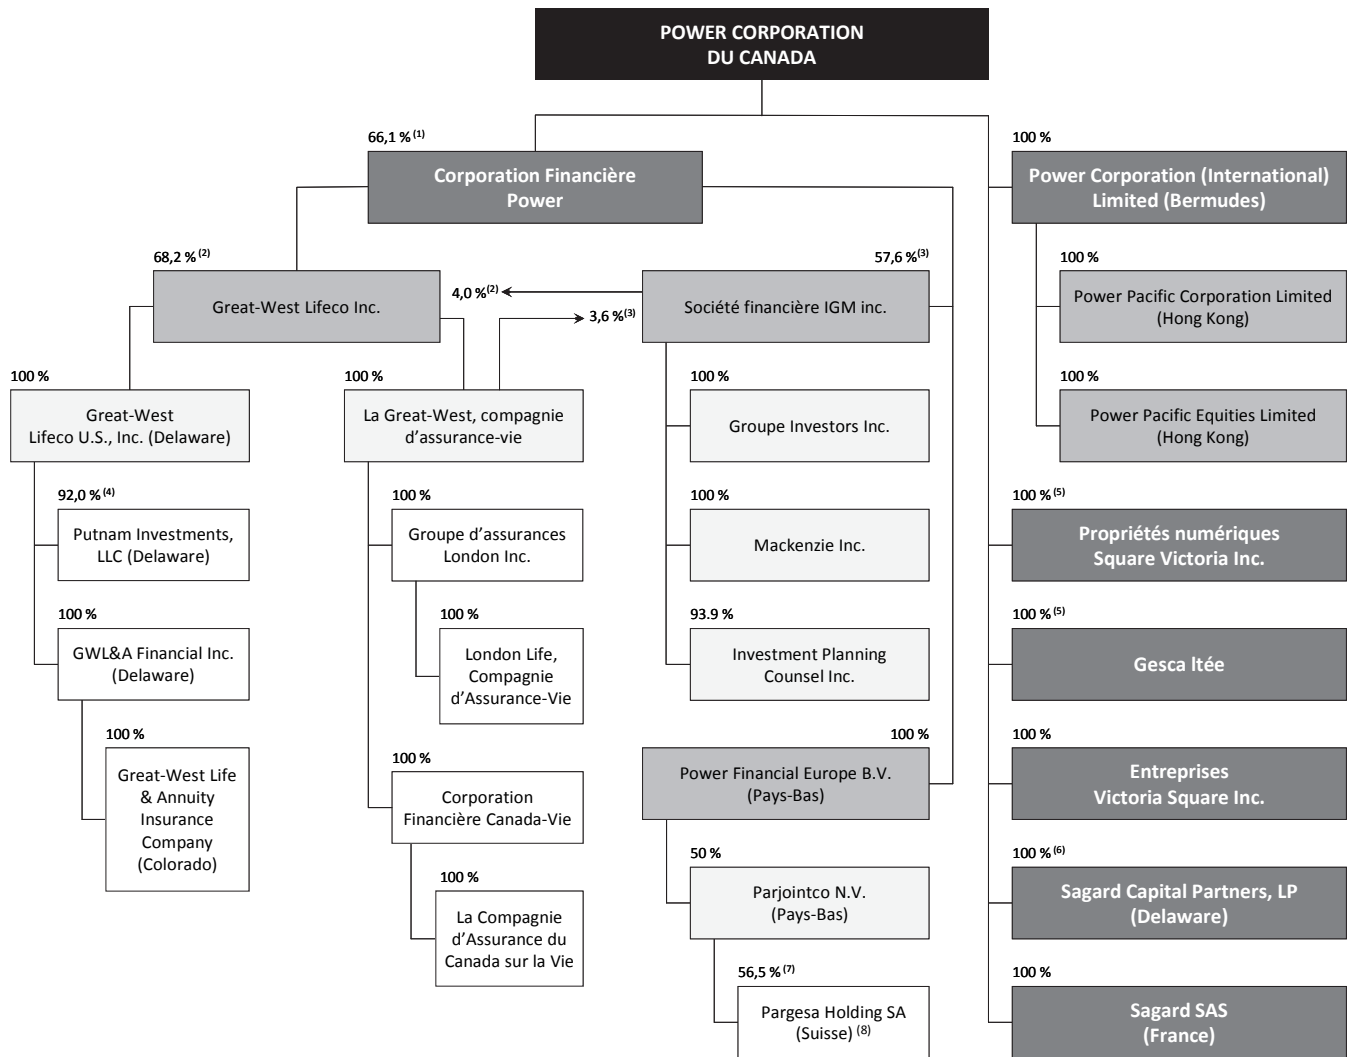 POWER CORPORATION
DU CANADA
66,1 % (1)
Corporation Financière
Power
100 %
Power Corporation (International)
Limited (Bermudes)
68,2 % (2)
Great-West Lifeco Inc.
4,0 % (2)
3,6 % (3)
57,6 % (3)
Société financière IGM inc.
100 %
Power Pacific Corporation Limited
(Hong Kong)
100 %
Power Pacific Equities Limited
(Hong Kong)
100 %
Great-West
Lifeco U.S., Inc. (Delaware)
100 %
La Great-West, compagnie
d’assurance-vie
100 %
Groupe Investors Inc.
92,0 % (4)
Putnam Investments,
LLC (Delaware)
100 %
Groupe d’assurances
London Inc.
100 %
Mackenzie Inc.
100 % (5)
Propriétés numériques
Square Victoria Inc.
100 %
GWL&A Financial Inc.
(Delaware)
100 %
London Life,
Compagnie
d’Assurance-Vie
93.9 %
Investment Planning
Counsel Inc.
100 % (5)
Gesca ltée
100 %
Great-West Life
& Annuity
Insurance
Company
(Colorado)
100 %
Corporation
Financière Canada-Vie
100 %
Power Financial Europe B.V.
(Pays-Bas)
100 %
Entreprises
Victoria Square Inc.
100 %
La Compagnie
d’Assurance du
Canada sur la Vie
50 %
Parjointco N.V.
(Pays-Bas)
100 % (6)
Sagard Capital Partners, LP
(Delaware)
56,5 % (7)
Pargesa Holding SA
(Suisse) (8)
100 %
Sagard SAS
(France)